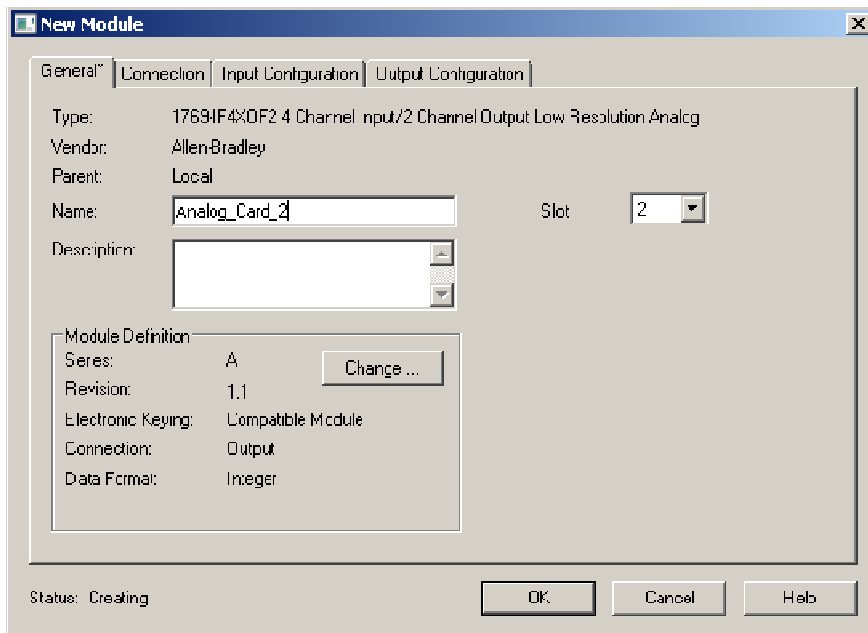 New Module
General* Connection Input Configuration Output Configuration
Type: 1769-IF4XOF2 4 Channel Input/2 Channel Output Low Resolution Analog
Vendor: Allen-Bradley
Parent: Local
Name: Analog_Card_2 Slot 2
Description:
Module Definition
Series: A Change ...
Revision: 1.1
Electronic Keying: Compatible Module
Connection: Output
Data Format: Integer
Status: Creating OK Cancel Help